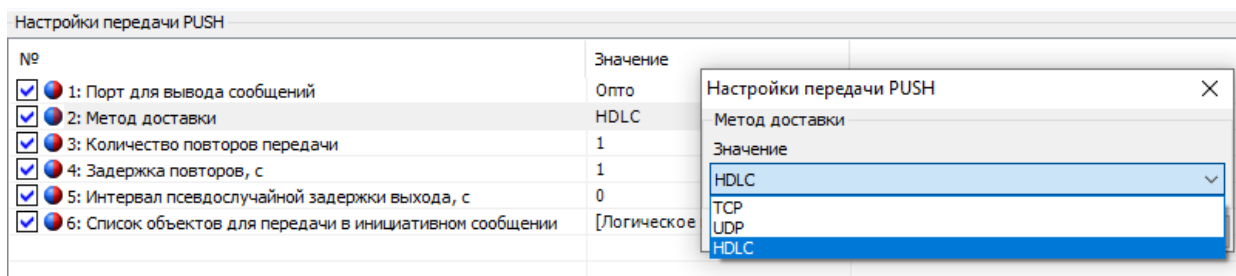 Настройки передачи PUSH
№ Значение
1: Порт для вывода сообщений Опто
2: Метод доставки HDLC
3: Количество повторов передачи 1
4: Задержка повторов, с 1
5: Интервал псевдослучайной задержки выхода, с 0
6: Список объектов для передачи в инициативном сообщении [Логическое
Настройки передачи PUSH
Метод доставки
Значение
HDLC
TCP
UDP
HDLC